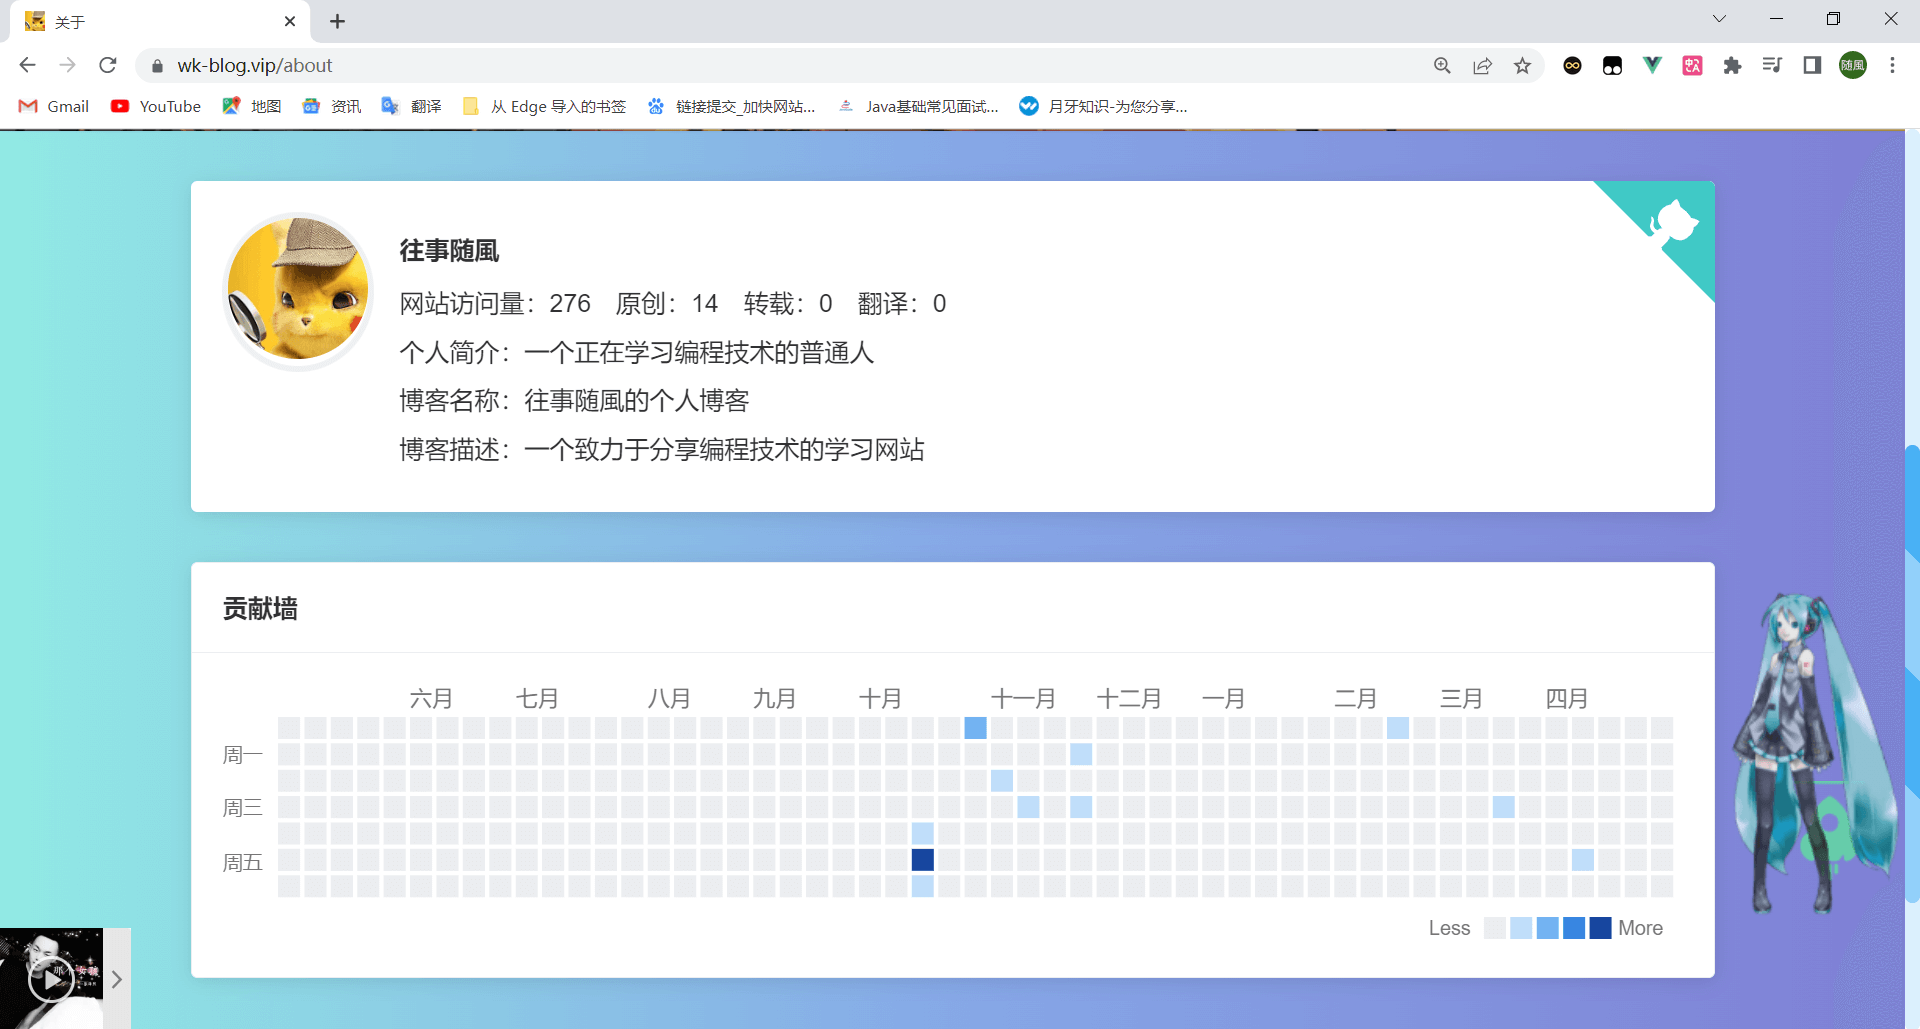 关于
wk-blog.vip/about
随風
Gmail YouTube 地图 资讯 翻译 从 Edge 导入的书签 链接提交_加快网站... Java基础常见面试... 月牙知识-为您分享...
往事随風
网站访问量：276 原创：14 转载：0 翻译：0
个人简介：一个正在学习编程技术的普通人
博客名称：往事随風的个人博客
博客描述：一个致力于分享编程技术的学习网站
贡献墙
六月 七月 八月 九月 十月 十一月 十二月 一月 二月 三月 四月
周一
周三
周五
Less More
那个女孩